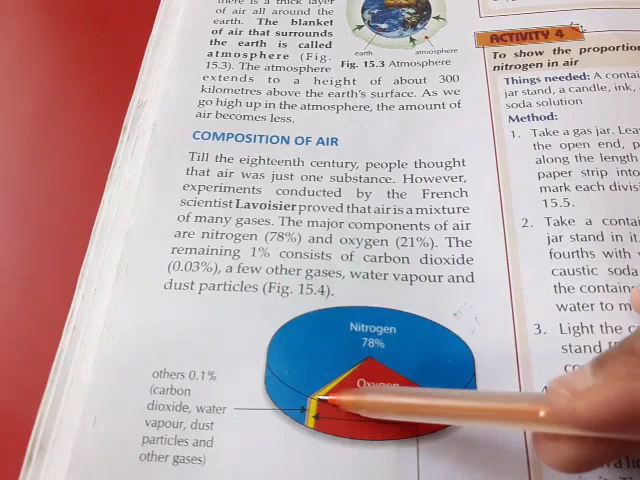 there is a thick layer
of air all around the
earth. The blanket
of air that surrounds
the earth is called
atmosphere (Fig.
15.3). The atmosphere
extends to a height of about 300
kilometres above the earth's surface. As we
go high up in the atmosphere, the amount of
air becomes less.
earth
atmosphere
Fig. 15.3 Atmosphere
COMPOSITION OF AIR
Till the eighteenth century, people thought
that air was just one substance. However,
experiments conducted by the French
scientist Lavoisier proved that air is a mixture
of many gases. The major components of air
are nitrogen (78%) and oxygen (21%). The
remaining 1% consists of carbon dioxide
(0.03%), a few other gases, water vapour and
dust particles (Fig. 15.4).
Nitrogen
78%
Oxygen
others 0.1%
(carbon
dioxide, water
vapour, dust
particles and
other gases)
ACTIVITY 4
To show the proportion
nitrogen in air
Things needed: A contai
jar stand, a candle, ink,
soda solution
Method:
1. Take a gas jar. Lea
the open end, p
along the length
paper strip into
mark each divisi
15.5.
2. Take a contai
jar stand in it.
fourths with
caustic soda
the contain
water to m
3. Light the c
stand